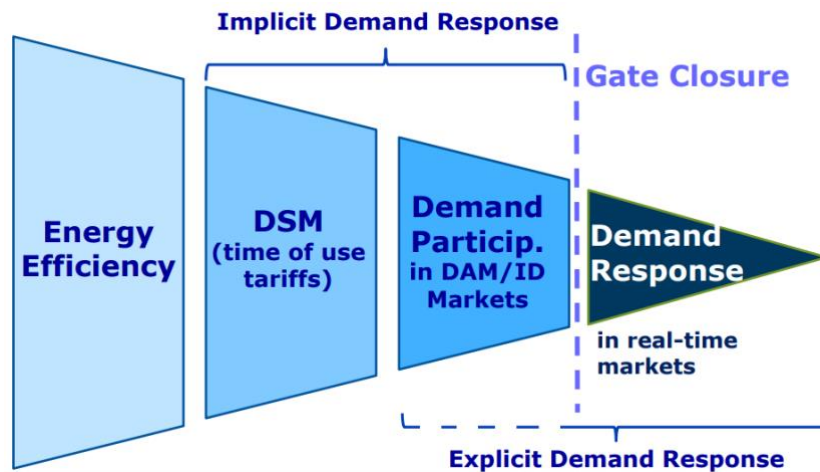 Implicit Demand Response
Gate Closure
Energy
Efficiency
DSM
(time of use
tariffs)
Demand
Particip.
in DAM/ID
Markets
Demand
Response
in real-time
markets
Explicit Demand Response